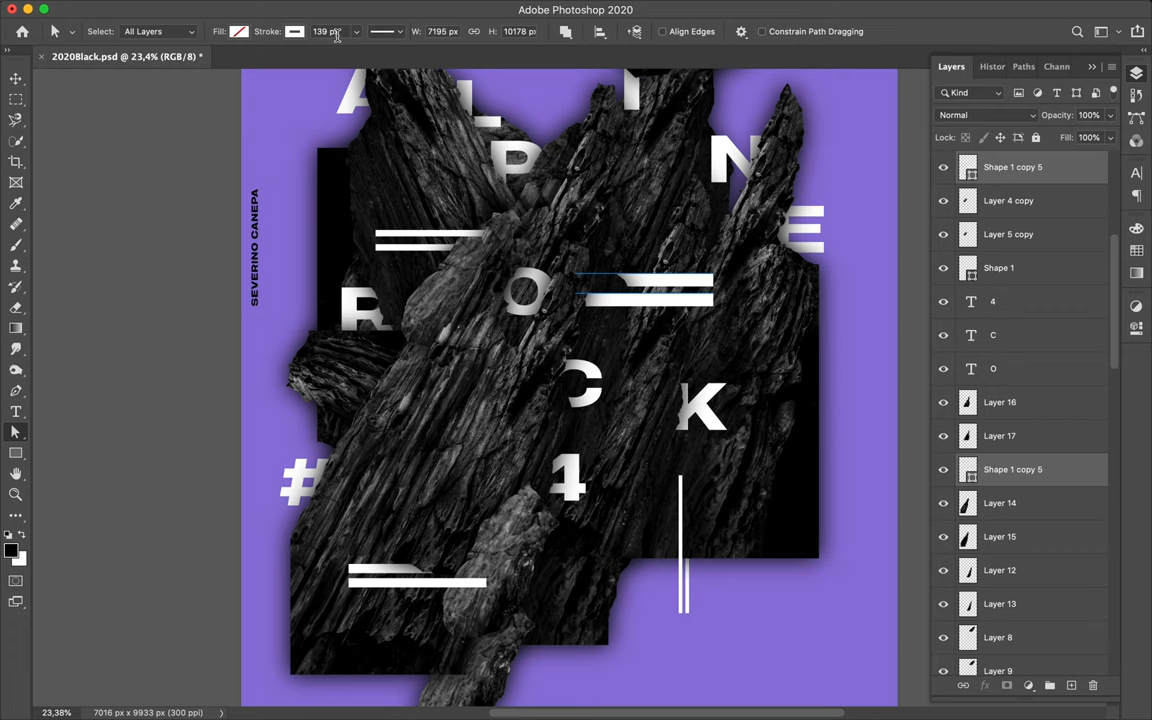 Adobe Photoshop 2020
Select: All Layers Fill: Stroke: 139 px W: 7195 px H: 10178 px Align Edges Constrain Path Dragging
× 2020Black.psd @ 23,4% (RGB/8) *
Layers Histor Paths Chann
Kind
Normal Opacity: 100%
Lock: Fill: 100%
Shape 1 copy 5
Layer 4 copy
Layer 5 copy
Shape 1
4
C
O
Layer 16
Layer 17
Shape 1 copy 5
Layer 14
Layer 15
Layer 12
Layer 13
Layer 8
Layer 9
A L P I N E
SEVERINO CANEPA
R O C K
#4
23,38% 7016 px x 9933 px (300 ppi)